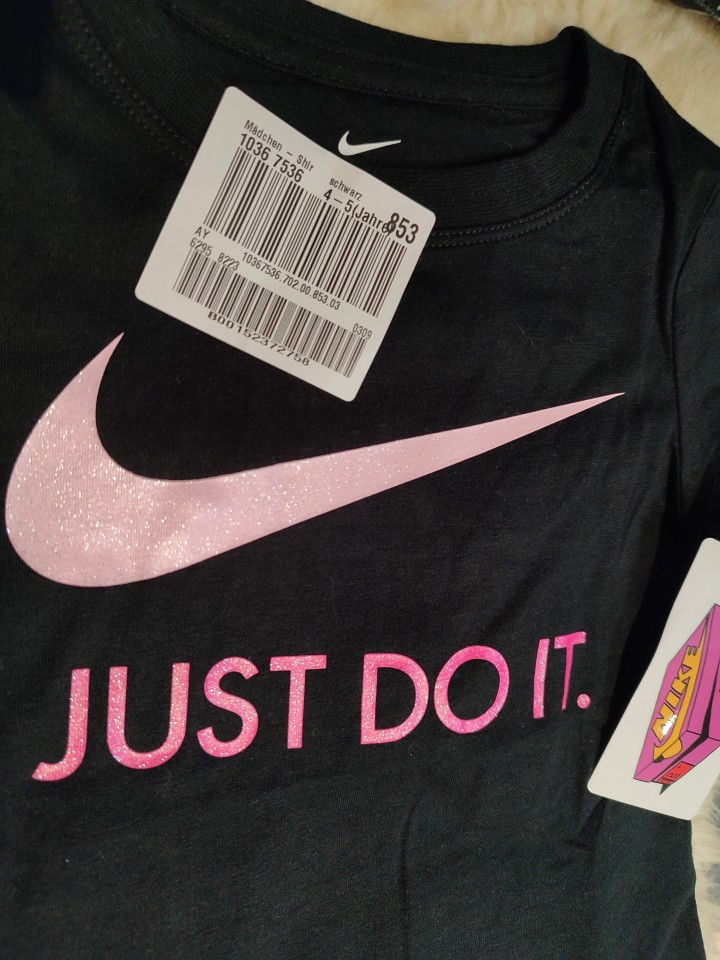 Mädchen - Shir
1036 7536
schwarz
4-5(Jahre)
853
AY
6295 8223
10367536.702.00.853.03
0309
B00152372758
JUST DO IT.
NIKE